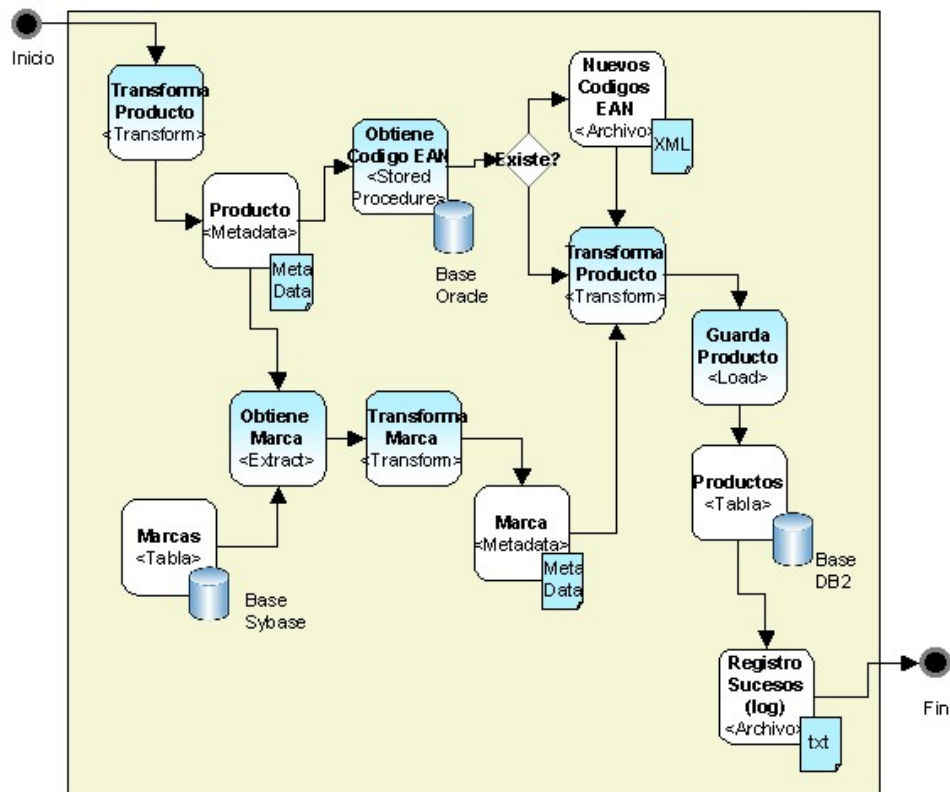 Inicio
Transforma
Producto
<Transform>
Producto
<Metadata>
Meta
Data
Obtiene
Codigo EAN
<Stored
Procedure>
Base
Oracle
Existe?
Nuevos
Codigos
EAN
<Archivo>
XML
Transforma
Producto
<Transform>
Guarda
Producto
<Load>
Obtiene
Marca
<Extract>
Transforma
Marca
<Transform>
Marcas
<Tabla>
Base
Sybase
Marca
<Metadata>
Meta
Data
Productos
<Tabla>
Base
DB2
Registro
Sucesos
(log)
<Archivo>
txt
Fin